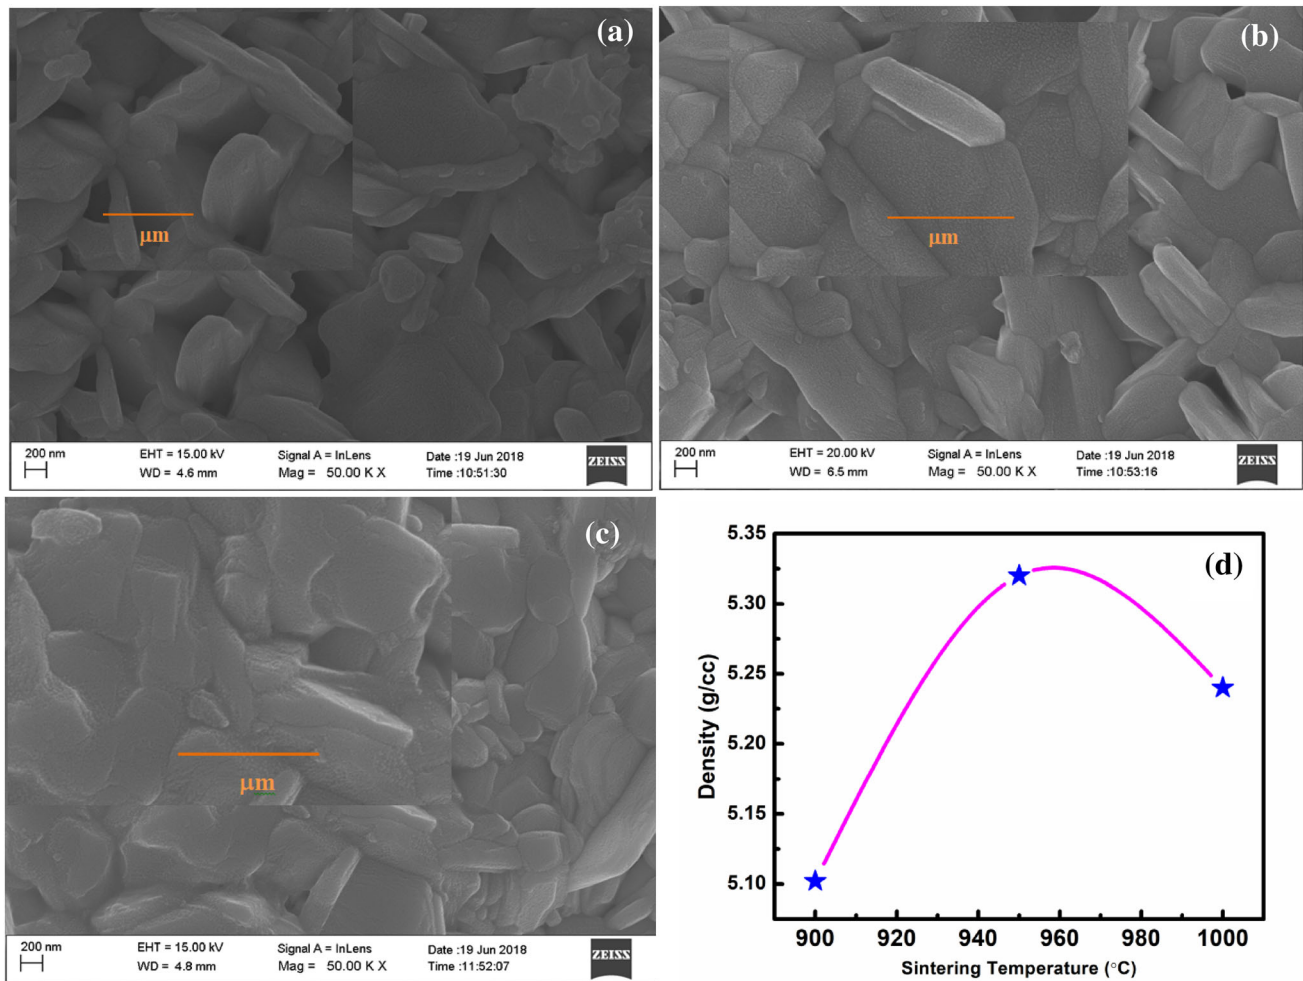 (a)
μm
200 nm
EHT = 15.00 kV
WD = 4.6 mm
Signal A = InLens
Mag = 50.00 K X
Date :19 Jun 2018
Time :10:51:30
ZEISS
(b)
μm
200 nm
EHT = 20.00 kV
WD = 6.5 mm
Signal A = InLens
Mag = 50.00 K X
Date :19 Jun 2018
Time :10:53:16
ZEISS
(c)
μm
200 nm
EHT = 15.00 kV
WD = 4.8 mm
Signal A = InLens
Mag = 50.00 K X
Date :19 Jun 2018
Time :11:52:07
ZEISS
(d)
Density (g/cc)
5.35
5.30
5.25
5.20
5.15
5.10
900 920 940 960 980 1000
Sintering Temperature (°C)